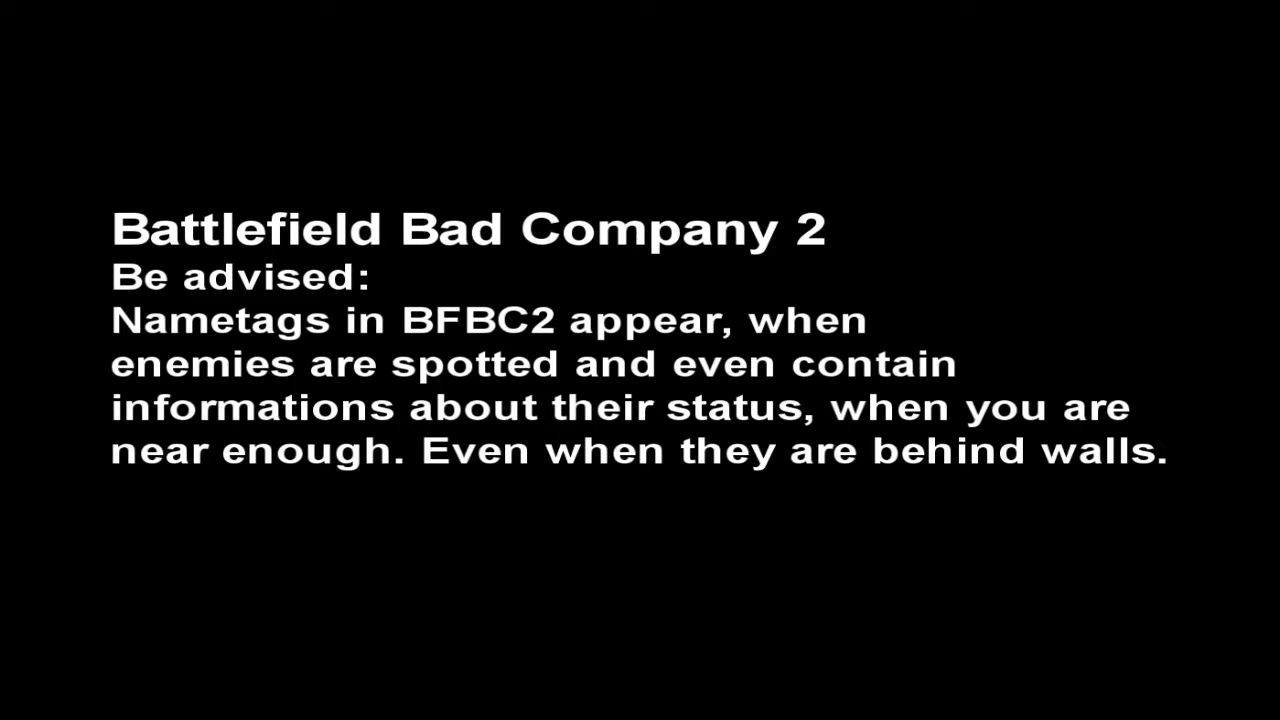 Battlefield Bad Company 2
Be advised:
Nametags in BFBC2 appear, when
enemies are spotted and even contain
informations about their status, when you are
near enough. Even when they are behind walls.